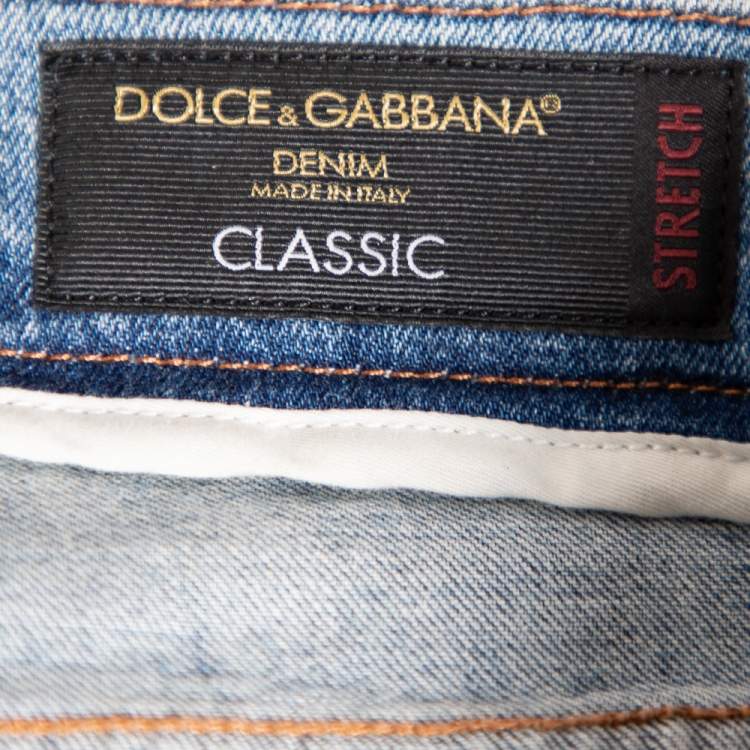 DOLCE & GABBANA®
DENIM
MADE IN ITALY
CLASSIC
STRETCH